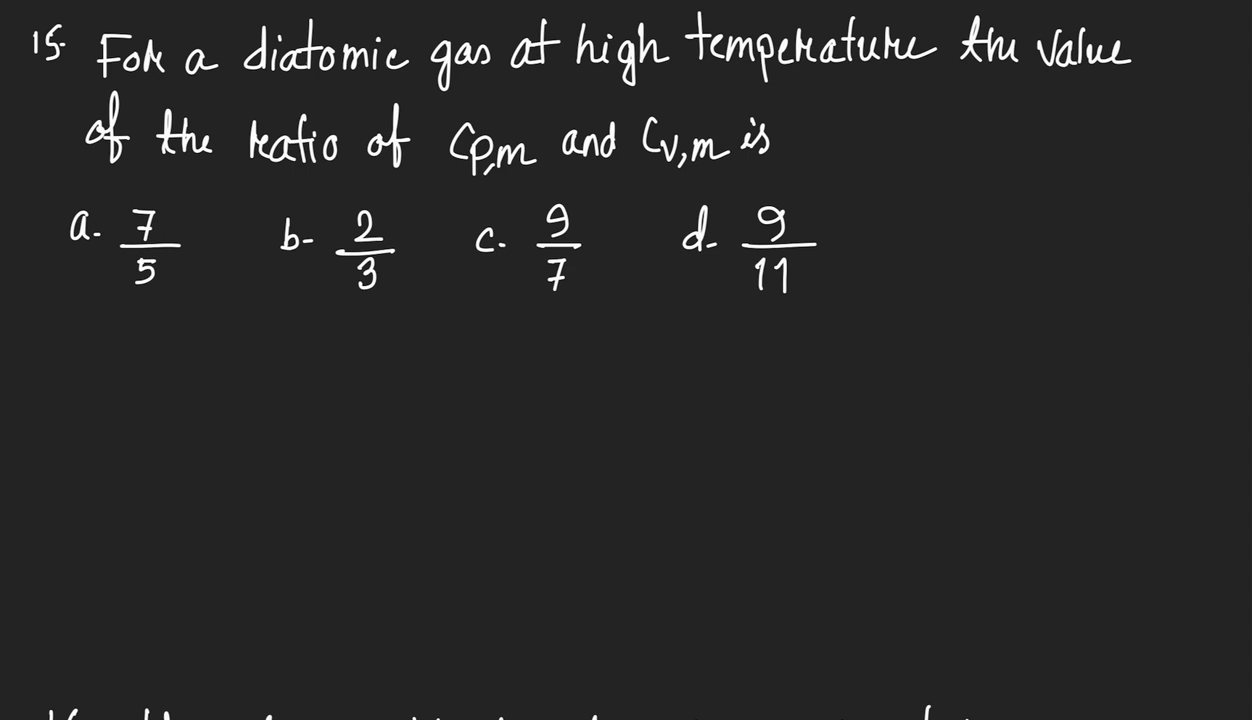 15. For a diatomic gas at high temperature the value
of the ratio of Cp,m and Cv,m is
a. 7/5 b- 2/3 c. 9/7 d. 9/11